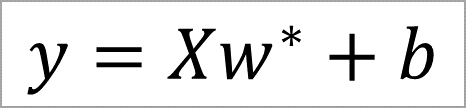 y = Xw* + b